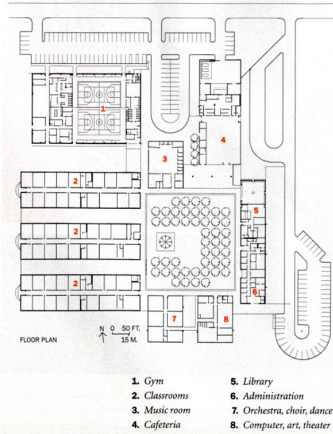 1
4
3
2
5
2
2
6
7
8
FLOOR PLAN
N 0 50 FT.
15 M.
1. Gym
2. Classrooms
3. Music room
4. Cafeteria
5. Library
6. Administration
7. Orchestra, choir, dance
8. Computer, art, theater